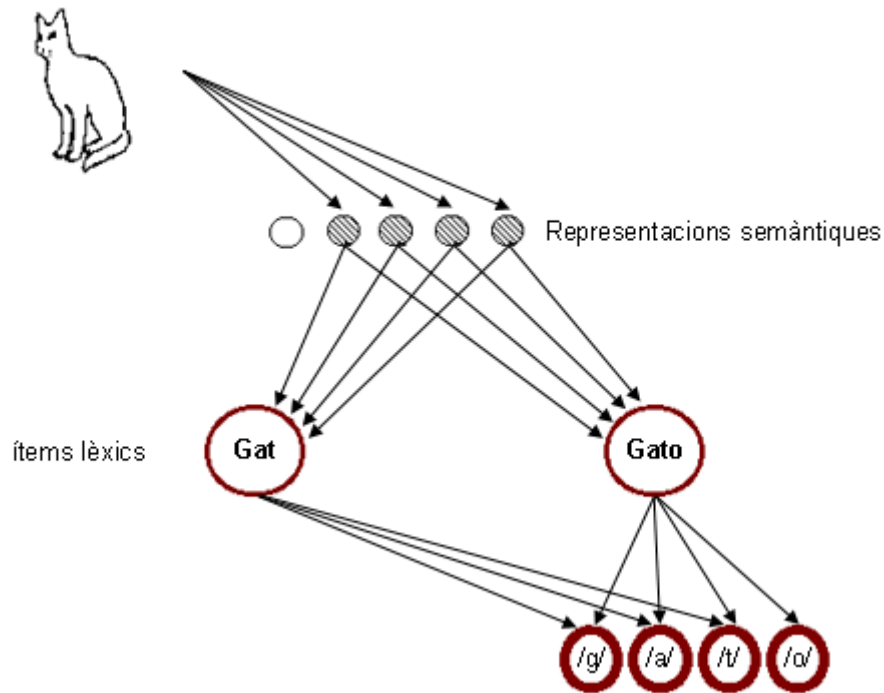 Representacions semàntiques
ítems lèxics
Gat
Gato
/g/ /a/ /t/ /o/